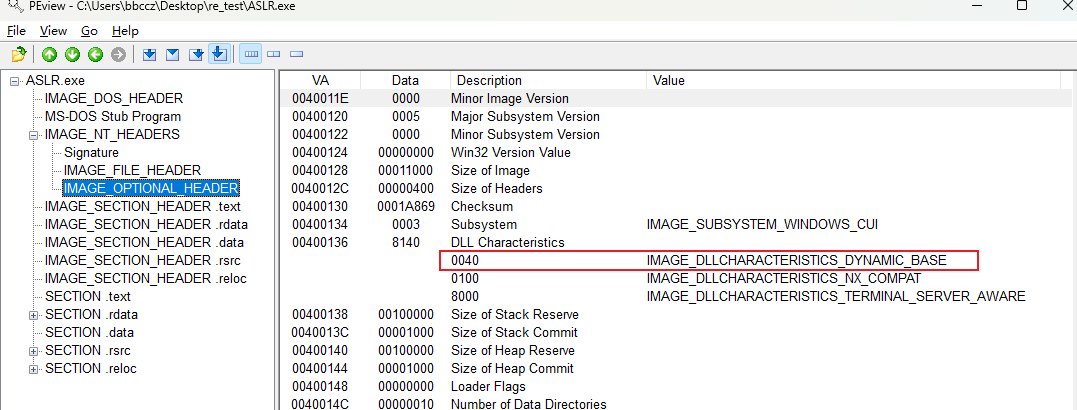 PEview - C:\Users\bbccz\Desktop\re_test\ASLR.exe
File View Go Help
ASLR.exe
IMAGE_DOS_HEADER
MS-DOS Stub Program
IMAGE_NT_HEADERS
Signature
IMAGE_FILE_HEADER
IMAGE_OPTIONAL_HEADER
IMAGE_SECTION_HEADER .text
IMAGE_SECTION_HEADER .rdata
IMAGE_SECTION_HEADER .data
IMAGE_SECTION_HEADER .rsrc
IMAGE_SECTION_HEADER .reloc
SECTION .text
SECTION .rdata
SECTION .data
SECTION .rsrc
SECTION .reloc
VA Data Description Value
0040011E 0000 Minor Image Version
00400120 0005 Major Subsystem Version
00400122 0000 Minor Subsystem Version
00400124 00000000 Win32 Version Value
00400128 00011000 Size of Image
0040012C 00000400 Size of Headers
00400130 0001A869 Checksum
00400134 0003 Subsystem IMAGE_SUBSYSTEM_WINDOWS_CUI
00400136 8140 DLL Characteristics
0040 IMAGE_DLLCHARACTERISTICS_DYNAMIC_BASE
0100 IMAGE_DLLCHARACTERISTICS_NX_COMPAT
8000 IMAGE_DLLCHARACTERISTICS_TERMINAL_SERVER_AWARE
00400138 00100000 Size of Stack Reserve
0040013C 00001000 Size of Stack Commit
00400140 00100000 Size of Heap Reserve
00400144 00001000 Size of Heap Commit
00400148 00000000 Loader Flags
0040014C 00000010 Number of Data Directories